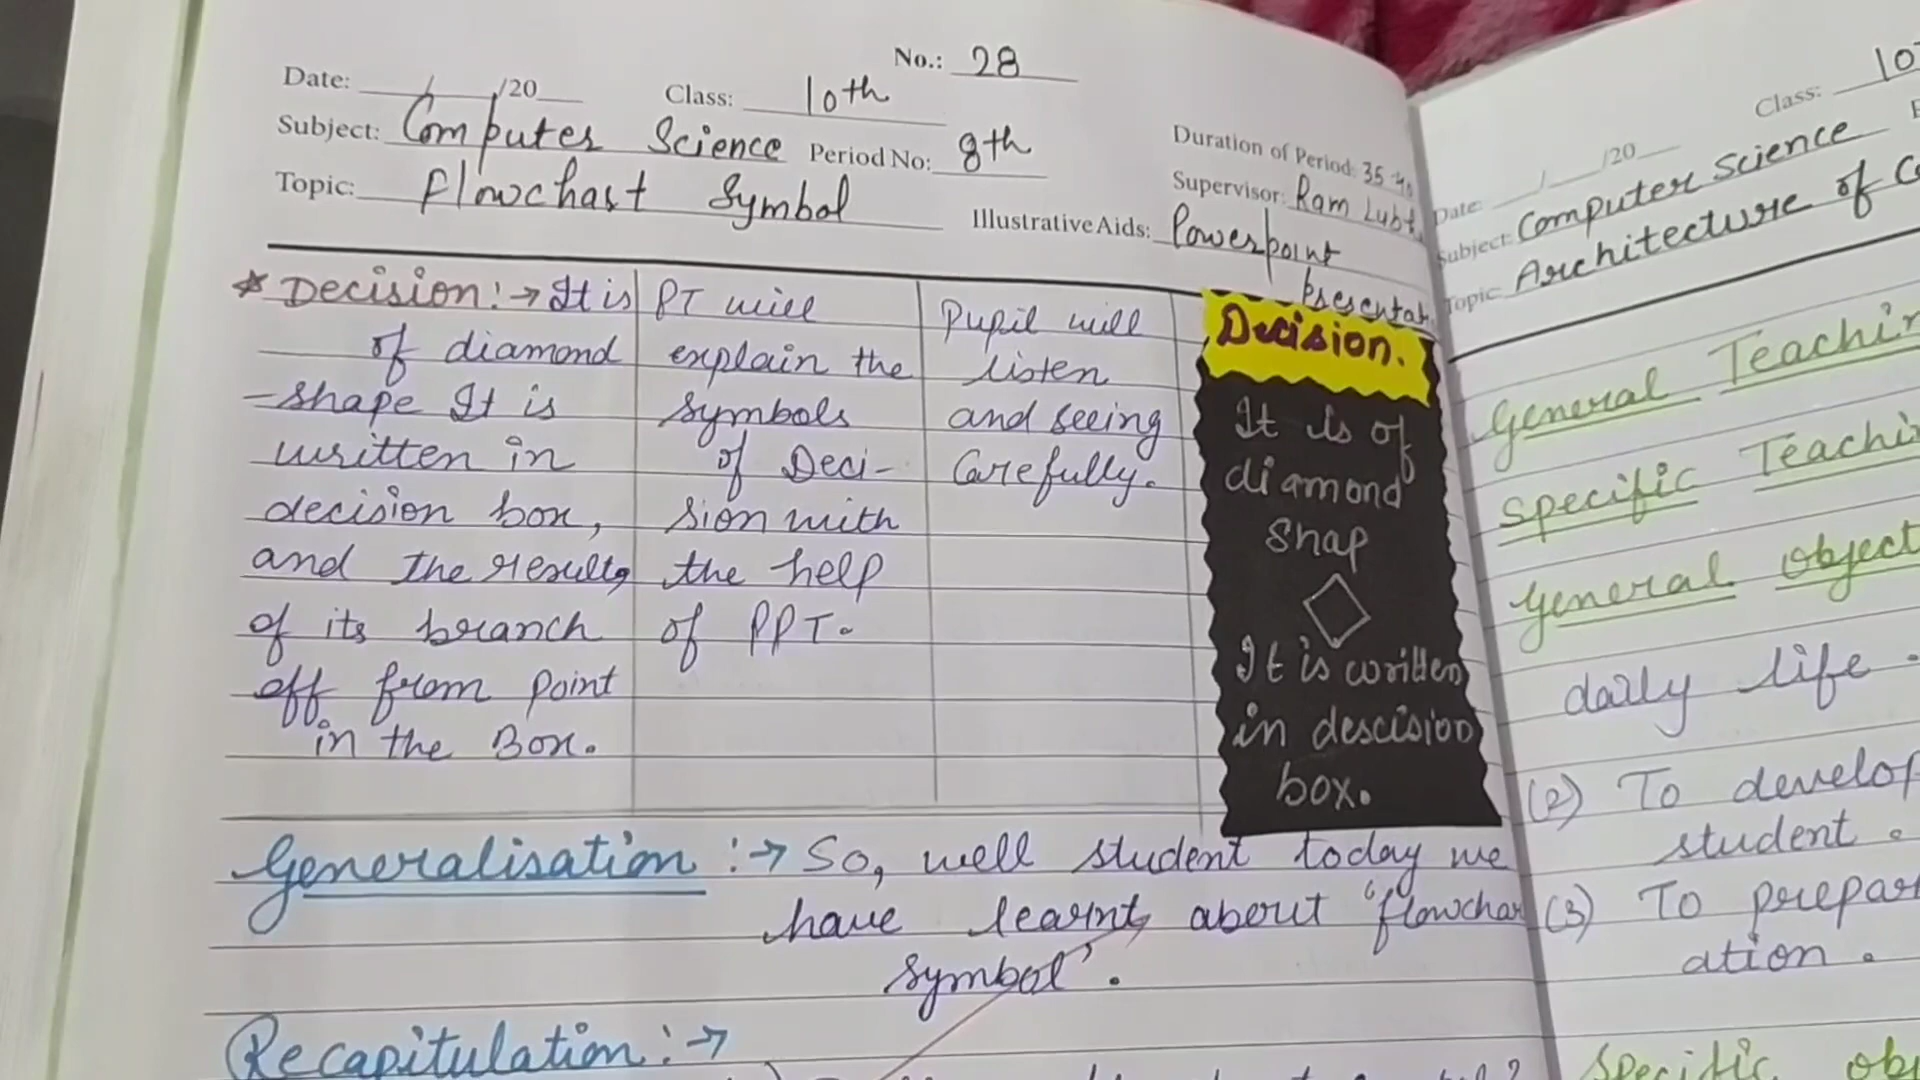 No.: 28
Date: / /20 Class: 10th
Subject: Computer Science Period No: 8th
Duration of Period: 35-40
Topic: Flowchart Symbol
Supervisor: Ram
Illustrative Aids: Powerpoint
* Decision :→ It is
of diamond
-shape It is
written in
decision box,
and the results
of its branch
off from point
in the Box.
PT will
explain the
symbols
of Deci-
sion with
the help
of PPT.
Pupil will
listen
and seeing
Carefully.
Decision.
It is of
diamond
shap
It is written
in descision
box.
Generalisation :→ So, well student today we
have learnt about "flowchar
symbol".
Recapitulation :→
Class: 10
Date: / /20
Subject: Computer Science
Topic: Architecture of
General Teachin
Specific Teachi
General Object
daily life.
(2) To develop
student.
(3) To prepar
ation.
Specific obj